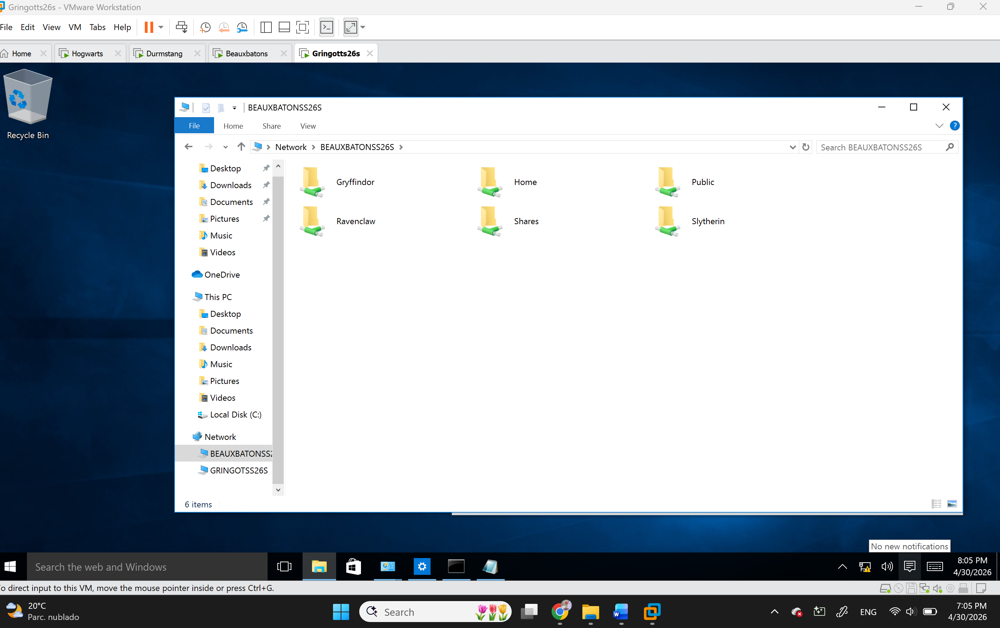 Gringotts26s - VMware Workstation
File Edit View VM Tabs Help
Home Hogwarts Durmstang Beauxbatons Gringotts26s
Recycle Bin
BEAUXBATONSS26S
File Home Share View
Network BEAUXBATONSS26S
Search BEAUXBATONSS26S
Desktop
Downloads
Documents
Pictures
Music
Videos
OneDrive
This PC
Desktop
Documents
Downloads
Music
Pictures
Videos
Local Disk (C:)
Network
BEAUXBATONSS2
GRINGOTSS26S
Gryffindor Home Public
Ravenclaw Shares Slytherin
6 items
No new notifications
Search the web and Windows
8:05 PM
4/30/2026
o direct input to this VM, move the mouse pointer inside or press Ctrl+G.
20°C
Parc. nublado
Search
ENG
7:05 PM
4/30/2026